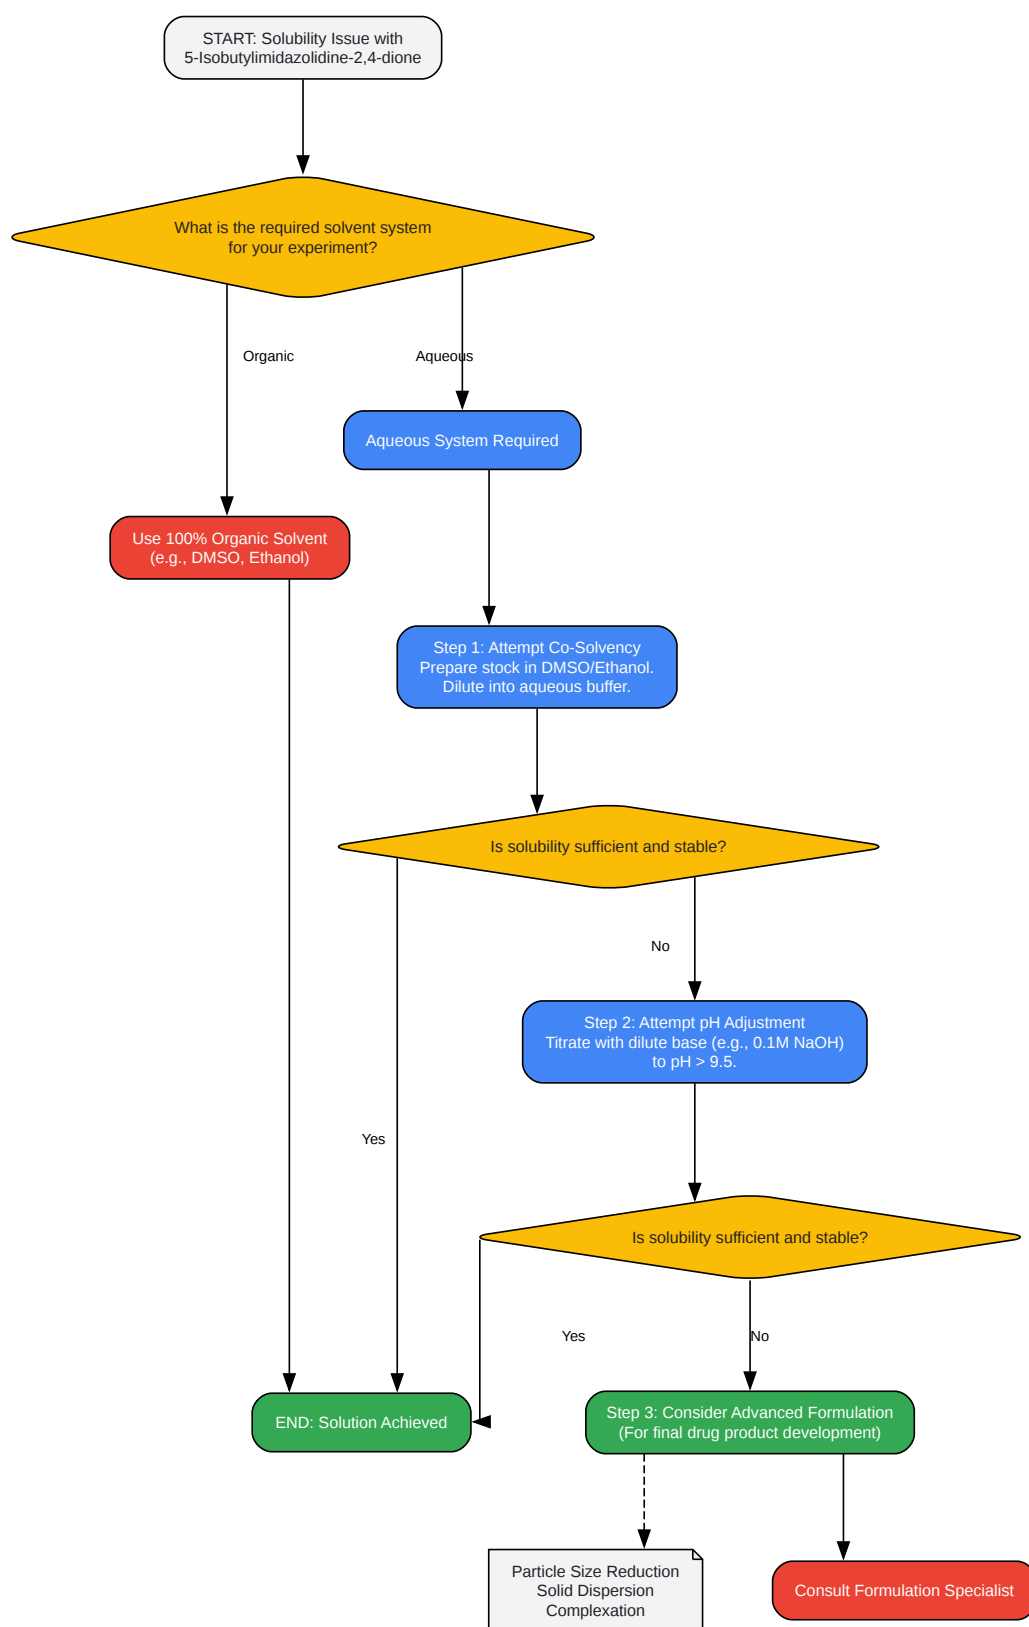 START: Solubility Issue with
5-Isobutylimidazolidine-2,4-dione
What is the required solvent system
for your experiment?
Organic
Aqueous
Aqueous System Required
Use 100% Organic Solvent
(e.g., DMSO, Ethanol)
Step 1: Attempt Co-Solvency
Prepare stock in DMSO/Ethanol.
Dilute into aqueous buffer.
Is solubility sufficient and stable?
No
Step 2: Attempt pH Adjustment
Titrate with dilute base (e.g., 0.1M NaOH)
to pH > 9.5.
Yes
Is solubility sufficient and stable?
Yes
No
END: Solution Achieved
Step 3: Consider Advanced Formulation
(For final drug product development)
Particle Size Reduction
Solid Dispersion
Complexation
Consult Formulation Specialist